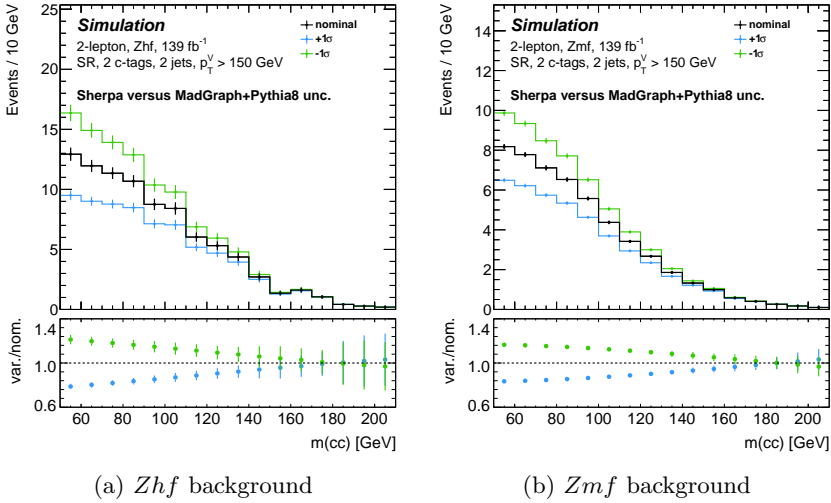 Events / 10 GeV
25
20
15
10
5
0
Simulation
2-lepton, Zhf, 139 fb⁻¹
SR, 2 c-tags, 2 jets, p_T^V > 150 GeV
Sherpa versus MadGraph+Pythia8 unc.
nominal
+1σ
-1σ
var./nom.
1.4
1.0
0.6
60 80 100 120 140 160 180 200
m(cc) [GeV]
(a) Zhf background
Events / 10 GeV
14
12
10
8
6
4
2
0
Simulation
2-lepton, Zmf, 139 fb⁻¹
SR, 2 c-tags, 2 jets, p_T^V > 150 GeV
Sherpa versus MadGraph+Pythia8 unc.
nominal
+1σ
-1σ
var./nom.
1.4
1.0
0.6
60 80 100 120 140 160 180 200
m(cc) [GeV]
(b) Zmf background